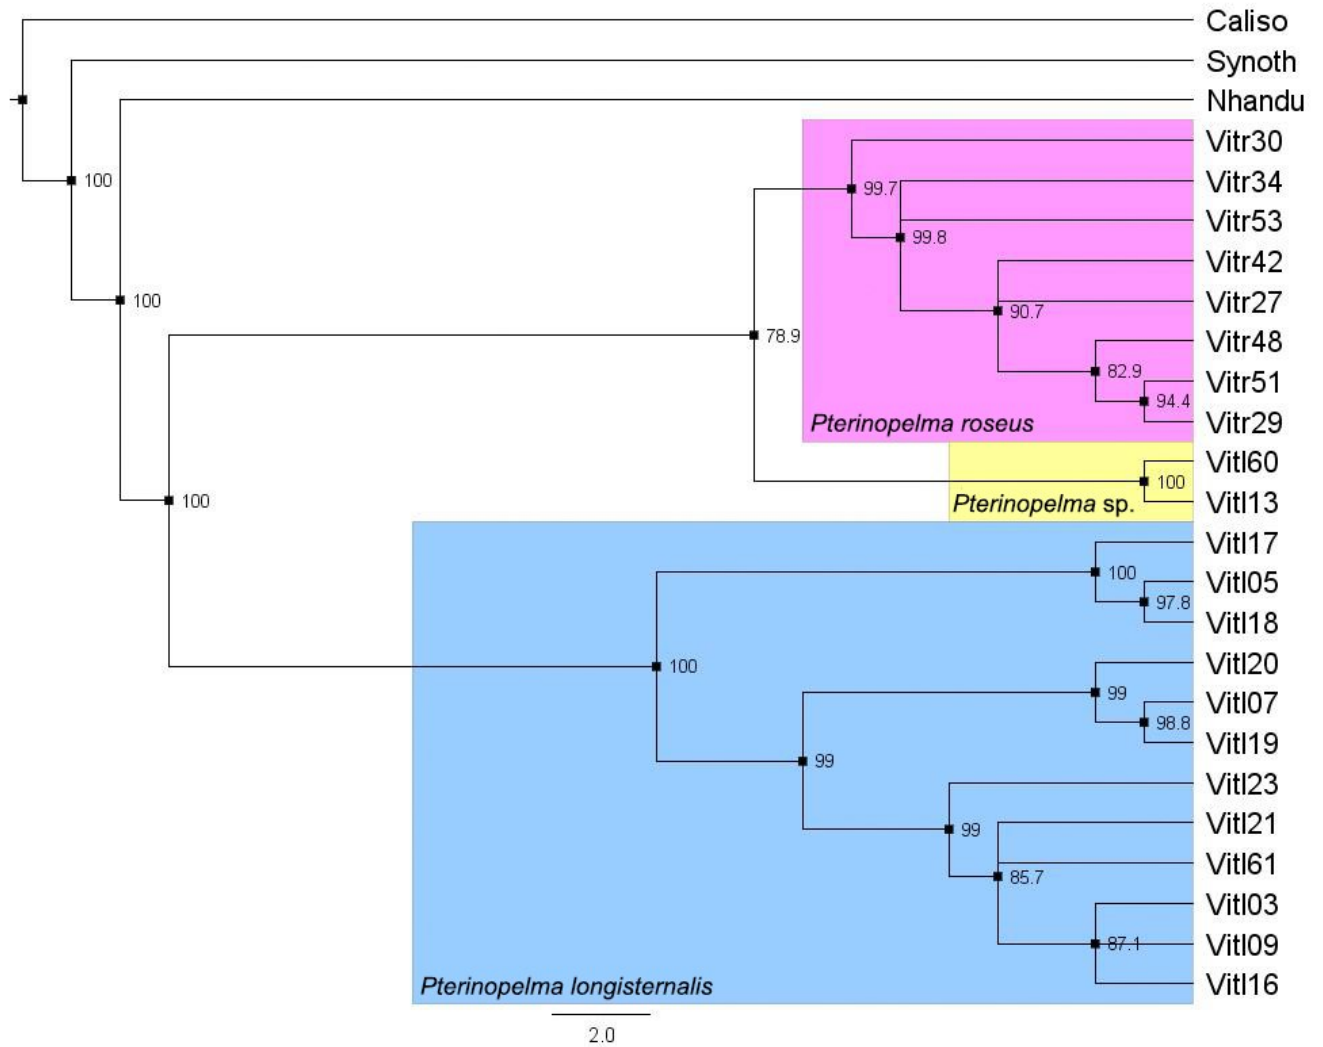 Caliso
Synoth
Nhandu
Vitr30
Vitr34
99.7
100
Vitr53
99.8
Vitr42
Vitr27
100
90.7
78.9
Vitr48
82.9
Vitr51
94.4
Vitr29
Pterinopelma roseus
Vitl60
100
Vitl13
Pterinopelma sp.
100
Vitl17
100
Vitl05
97.8
Vitl18
Vitl20
100
99
Vitl07
98.8
Vitl19
99
Vitl23
Vitl21
99
Vitl61
85.7
Vitl03
87.1
Vitl09
Vitl16
Pterinopelma longisternalis
2.0